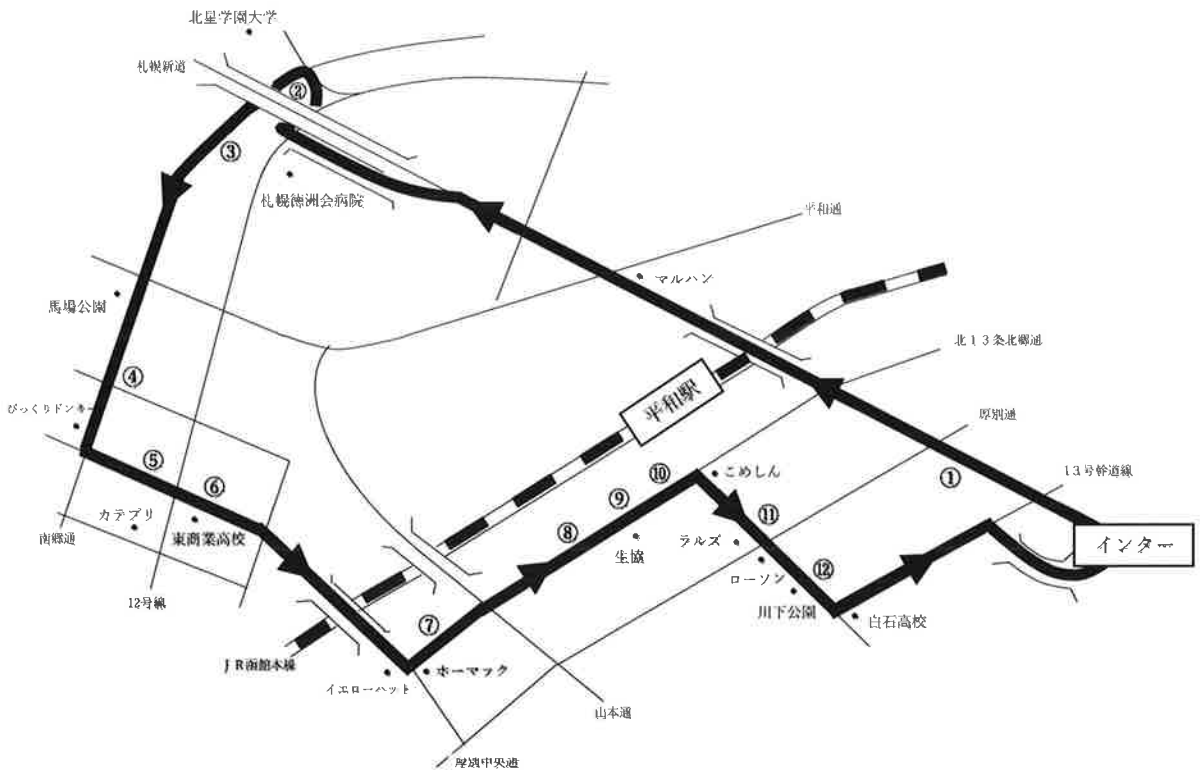 北星学園大学
札幌新道
②
③
札幌徳洲会病院
平和通
マルハン
馬場公園
北13条北郷通
平和駅
④
びっくりドンキー
厚別通
⑤
⑥
⑩
こめしん
13号幹道線
①
カテプリ
東商業高校
南郷通
⑨
⑧
生協
⑪
ラルズ
インター
ローソン
⑫
川下公園
白石高校
12号線
⑦
JR函館本線
イエローハット
ホーマック
山本通
厚別中央通